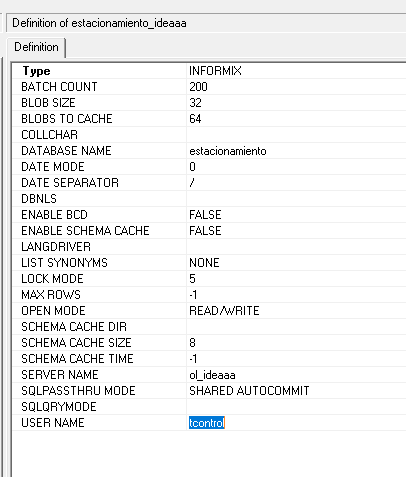 Definition of estacionamiento_ideaaa
Definition
Type INFORMIX
BATCH COUNT 200
BLOB SIZE 32
BLOBS TO CACHE 64
COLLCHAR
DATABASE NAME estacionamiento
DATE MODE 0
DATE SEPARATOR /
DBNLS
ENABLE BCD FALSE
ENABLE SCHEMA CACHE FALSE
LANGDRIVER
LIST SYNONYMS NONE
LOCK MODE 5
MAX ROWS -1
OPEN MODE READ/WRITE
SCHEMA CACHE DIR
SCHEMA CACHE SIZE 8
SCHEMA CACHE TIME -1
SERVER NAME ol_ideaaa
SQLPASSTHRU MODE SHARED AUTOCOMMIT
SQLQRYMODE
USER NAME tcontrol